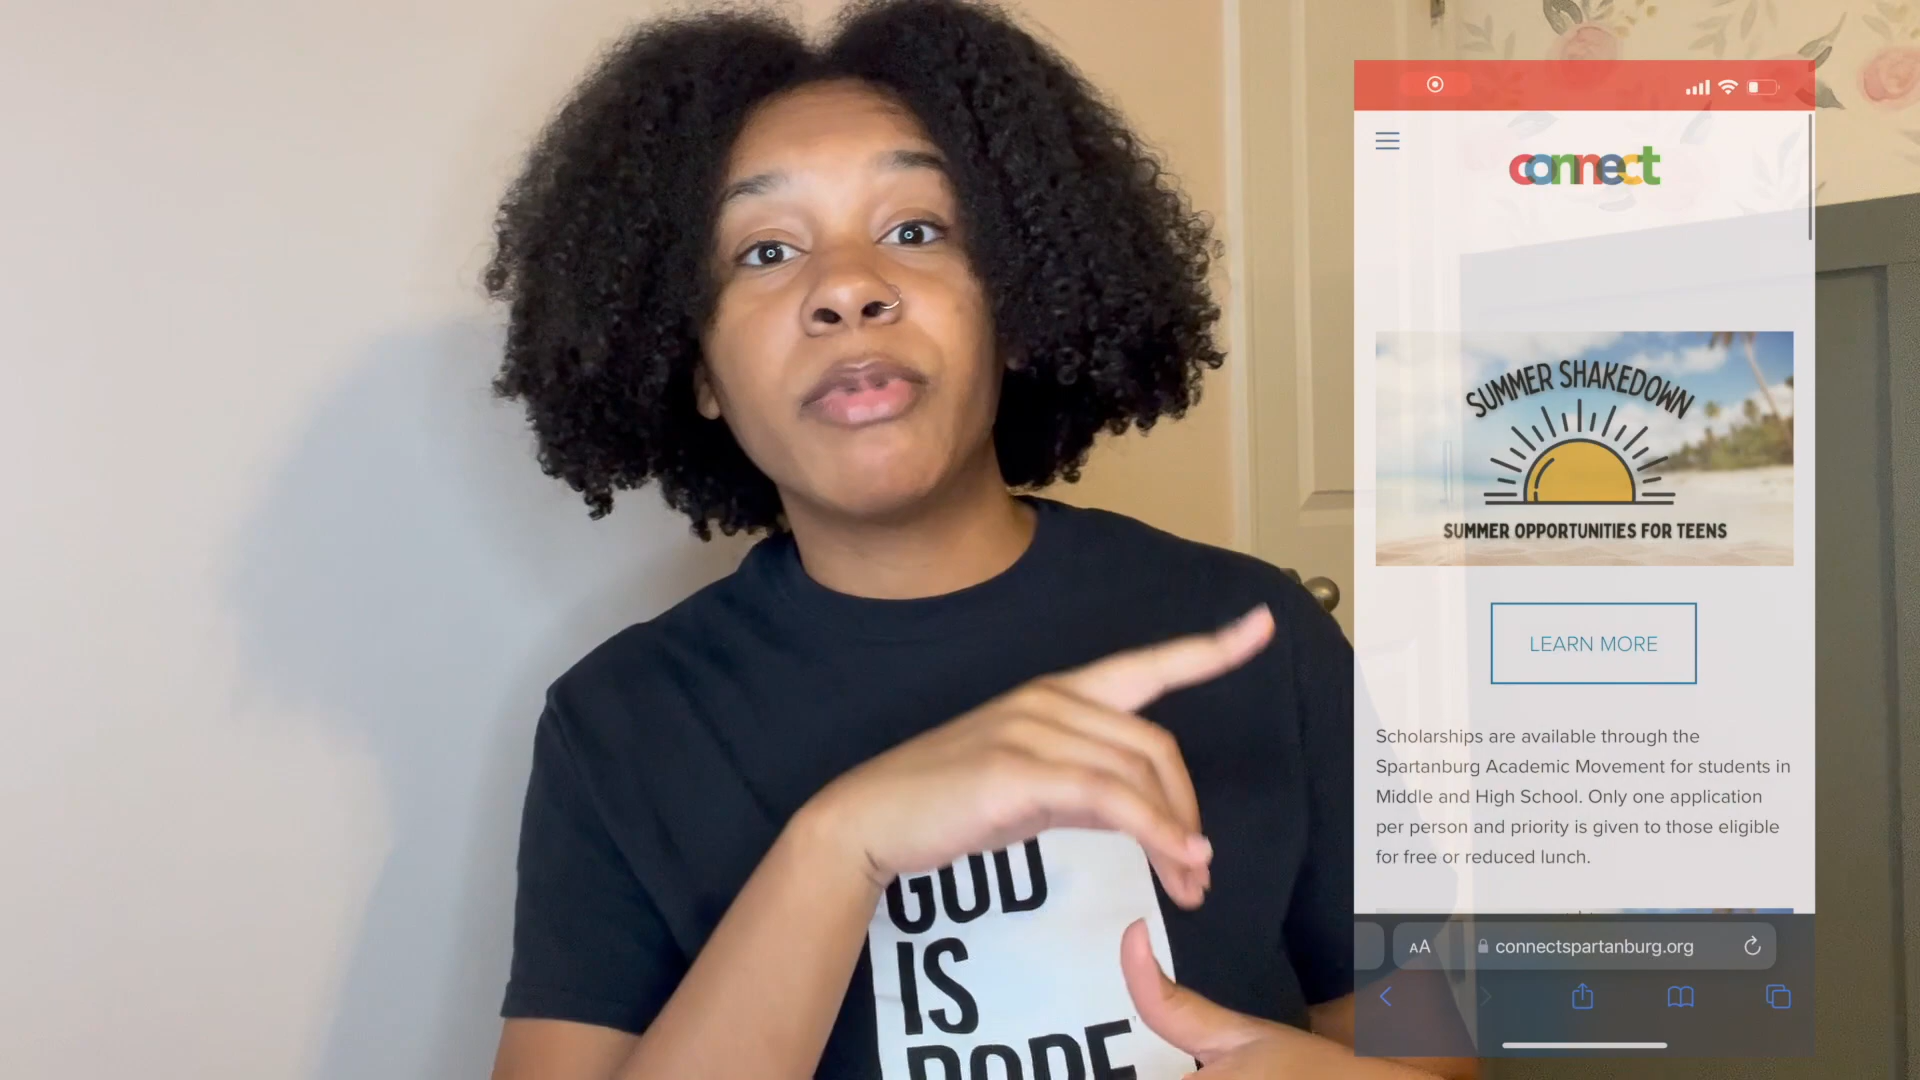 GOD
IS
DOPE
connect
SUMMER SHAKEDOWN
SUMMER OPPORTUNITIES FOR TEENS
LEARN MORE
Scholarships are available through the
Spartanburg Academic Movement for students in
Middle and High School. Only one application
per person and priority is given to those eligible
for free or reduced lunch.
AA connectspartanburg.org